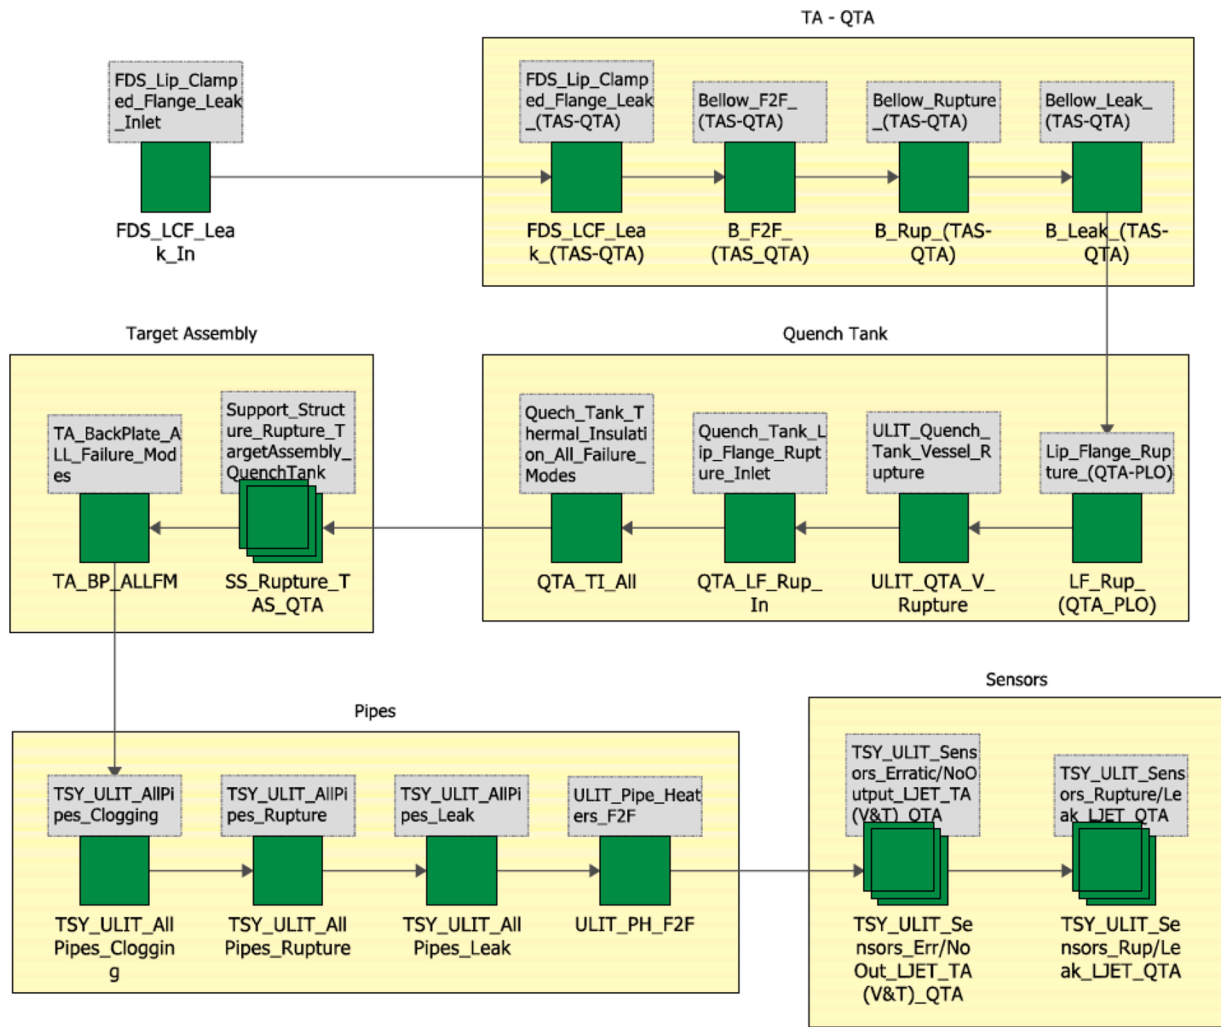 TA - QTA
FDS_Lip_Clamp
ed_Flange_Leak
_Inlet
FDS_LCF_Lea
k_In
FDS_Lip_Clamp
ed_Flange_Leak
_(TAS-QTA)
FDS_LCF_Lea
k_(TAS-QTA)
Bellow_F2F_
(TAS-QTA)
B_F2F_
(TAS_QTA)
Bellow_Rupture
_(TAS-QTA)
B_Rup_(TAS-
QTA)
Bellow_Leak_
(TAS-QTA)
B_Leak_(TAS-
QTA)
Target Assembly
TA_BackPlate_A
LL_Failure_Mod
es
TA_BP_ALLFM
Support_Struct
ure_Rupture_T
argetAssembly_
QuenchTank
SS_Rupture_T
AS_QTA
Quench Tank
Quech_Tank_T
hermal_Insulati
on_All_Failure_
Modes
QTA_TI_All
Quench_Tank_L
ip_Flange_Rupt
ure_Inlet
QTA_LF_Rup_
In
ULIT_Quench_
Tank_Vessel_R
upture
ULIT_QTA_V_
Rupture
Lip_Flange_Rup
ture_(QTA-PLO)
LF_Rup_
(QTA_PLO)
Pipes
TSY_ULIT_AllPi
pes_Clogging
TSY_ULIT_All
Pipes_Cloggin
g
TSY_ULIT_AllPi
pes_Rupture
TSY_ULIT_All
Pipes_Rupture
TSY_ULIT_AllPi
pes_Leak
TSY_ULIT_All
Pipes_Leak
ULIT_Pipe_Heat
ers_F2F
ULIT_PH_F2F
Sensors
TSY_ULIT_Sens
ors_Erratic/NoO
utput_LJET_TA
(V&T)_QTA
TSY_ULIT_Se
nsors_Err/No
Out_LJET_TA
(V&T)_QTA
TSY_ULIT_Sens
ors_Rupture/Le
ak_LJET_QTA
TSY_ULIT_Se
nsors_Rup/Le
ak_LJET_QTA